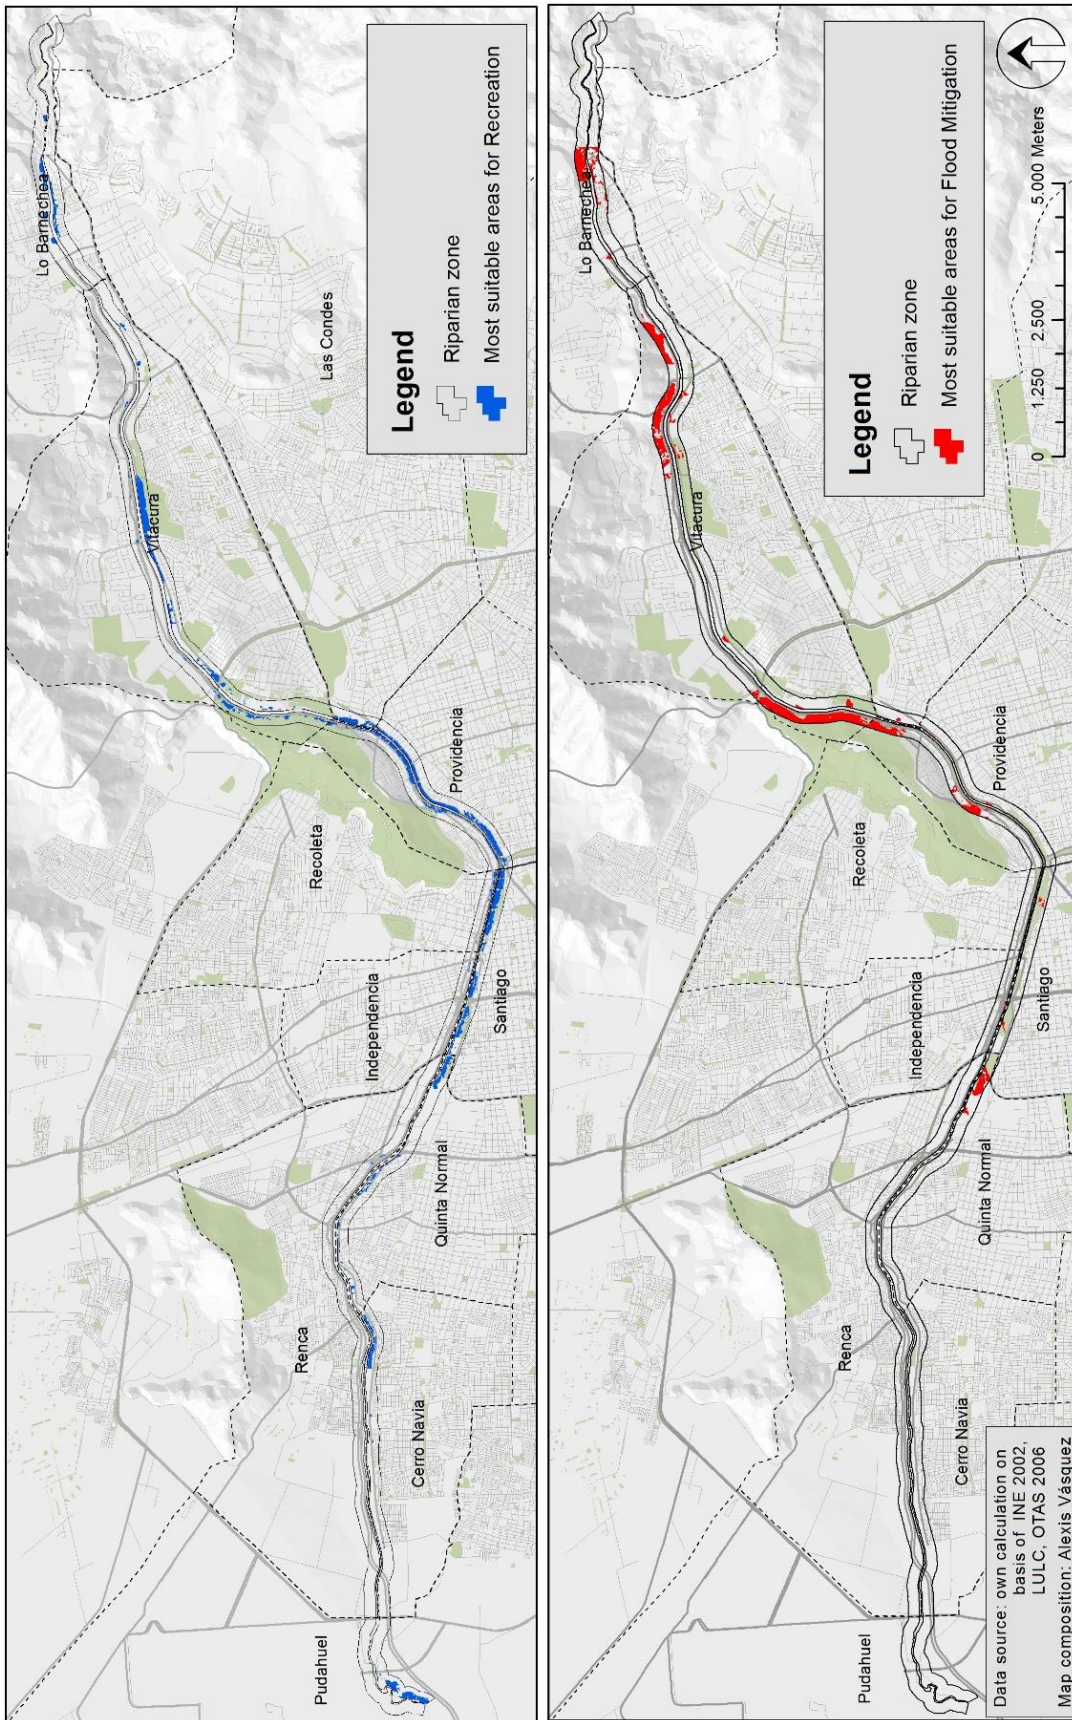 Lo Barnechea
Vitacura
Las Condes
Providencia
Recoleta
Independencia
Santiago
Quinta Normal
Renca
Cerro Navia
Pudahuel
Legend
Riparian zone
Most suitable areas for Recreation
Lo Barnechea
Vitacura
Providencia
Recoleta
Independencia
Santiago
Quinta Normal
Renca
Cerro Navia
Pudahuel
Legend
Riparian zone
Most suitable areas for Flood Mitigation
0 1.250 2.500 5.000 Meters
Data source: own calculation on
basis of INE 2002,
LULC, OTAS 2006
Map composition: Alexis Vásquez